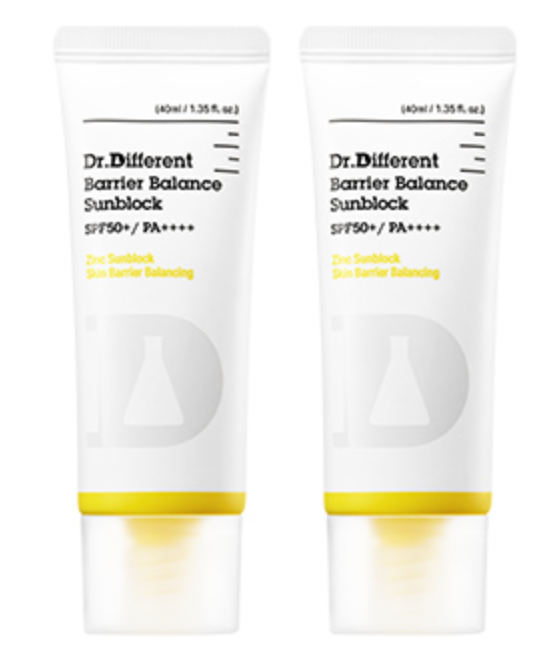 (40ml / 1.35 fl. oz.)
Dr.Different
Barrier Balance
Sunblock
SPF50+/ PA++++
Zinc Sunblock
Skin Barrier Balancing
(40ml / 1.35 fl. oz.)
Dr.Different
Barrier Balance
Sunblock
SPF50+/ PA++++
Zinc Sunblock
Skin Barrier Balancing